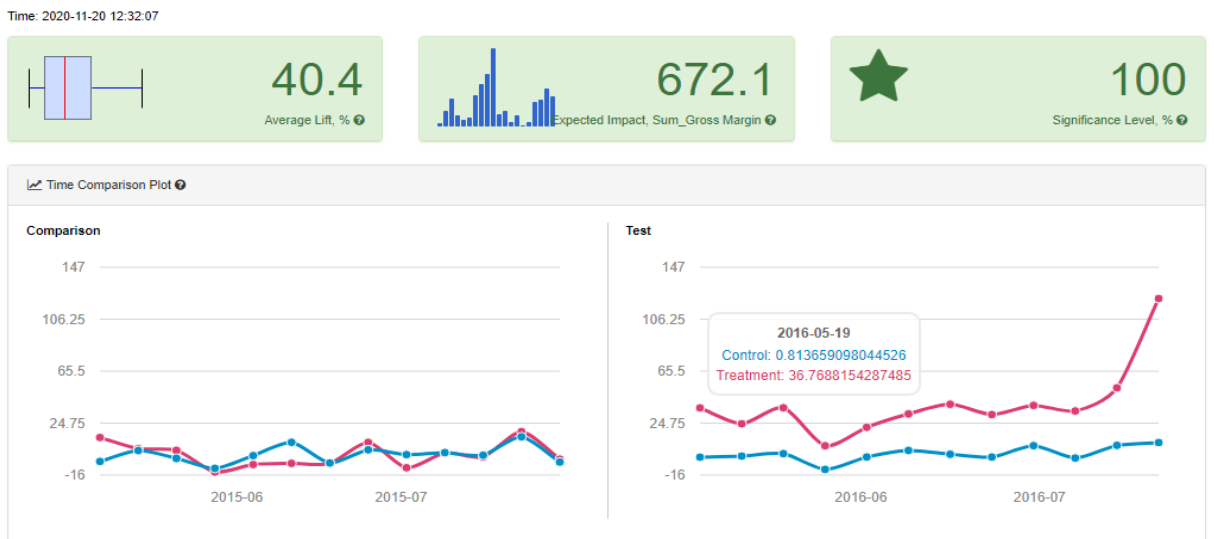 Time: 2020-11-20 12:32:07
40.4
Average Lift, %
672.1
Expected Impact, Sum_Gross Margin
100
Significance Level, %
Time Comparison Plot
Comparison
147
106.25
65.5
24.75
-16
2015-06
2015-07
Test
147
106.25
65.5
24.75
-16
2016-05-19
Control: 0.813659098044526
Treatment: 36.7688154287485
2016-06
2016-07